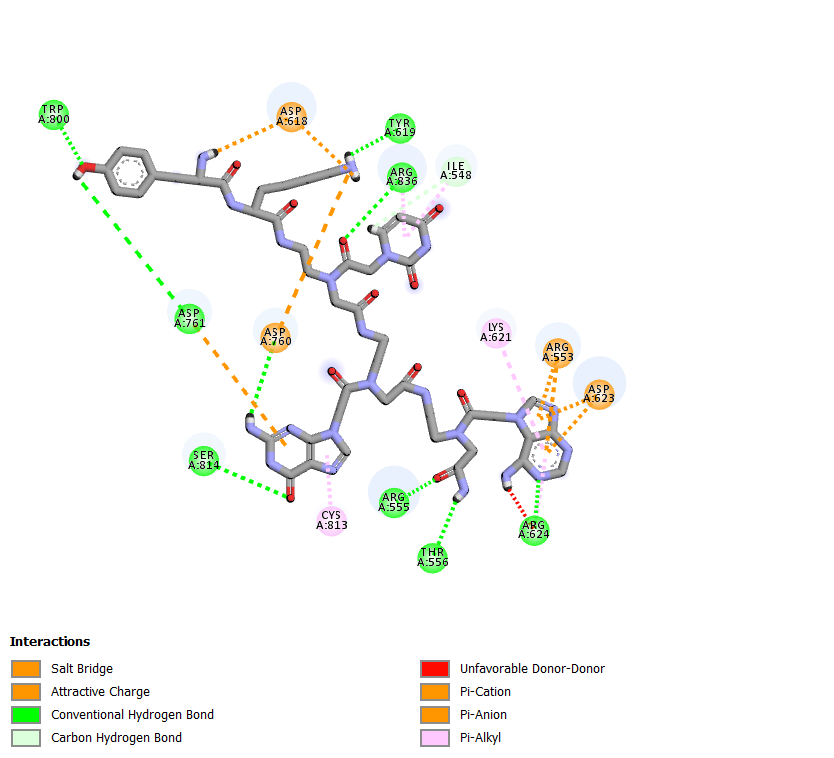 TRP
A:800
ASP
A:618
TYR
A:619
ARG
A:836
ILE
A:548
ASP
A:761
ASP
A:760
LYS
A:621
ARG
A:553
ASP
A:623
SER
A:814
CYS
A:813
ARG
A:555
THR
A:556
ARG
A:624
Interactions
Salt Bridge
Attractive Charge
Conventional Hydrogen Bond
Carbon Hydrogen Bond
Unfavorable Donor-Donor
Pi-Cation
Pi-Anion
Pi-Alkyl